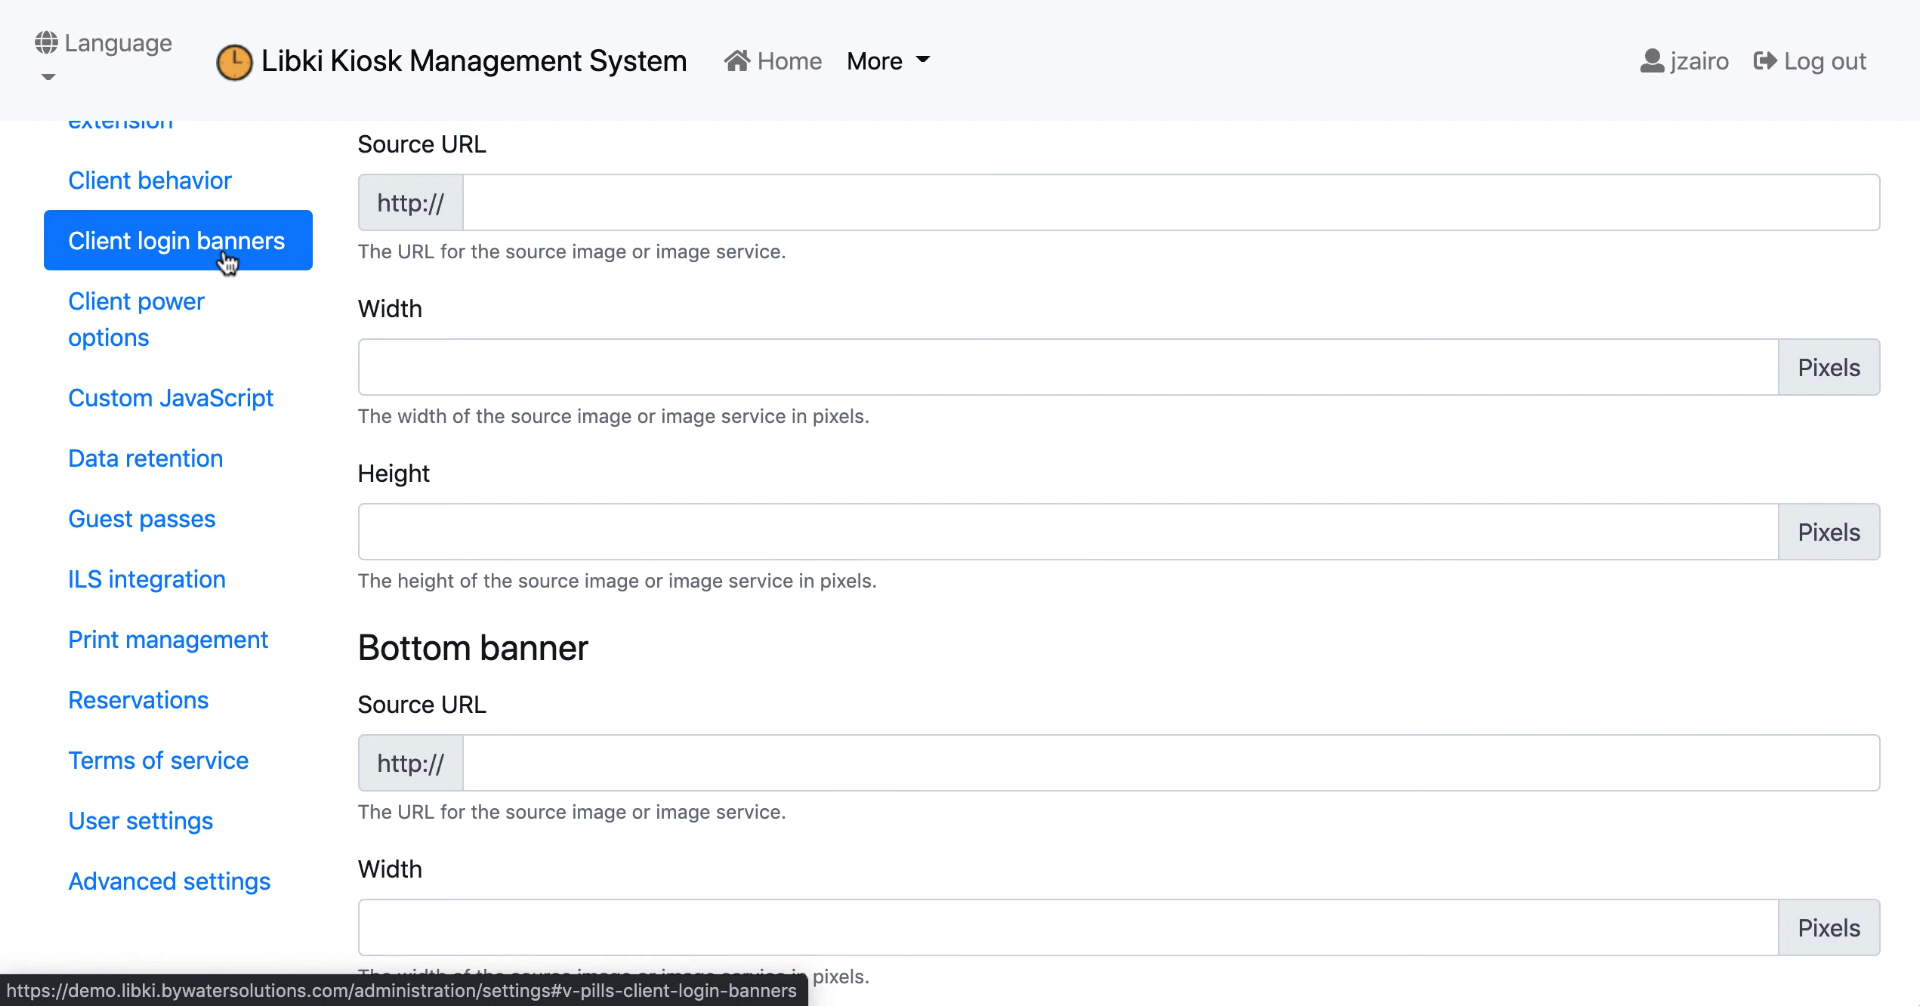 Language
Libki Kiosk Management System
Home
More
jzairo
Log out
extension
Client behavior
Client login banners
Client power
options
Custom JavaScript
Data retention
Guest passes
ILS integration
Print management
Reservations
Terms of service
User settings
Advanced settings
Source URL
http://
The URL for the source image or image service.
Width
Pixels
The width of the source image or image service in pixels.
Height
Pixels
The height of the source image or image service in pixels.
Bottom banner
Source URL
http://
The URL for the source image or image service.
Width
Pixels
The width of the source image or image service in pixels.
https://demo.libki.bywatersolutions.com/administration/settings#v-pills-client-login-banners